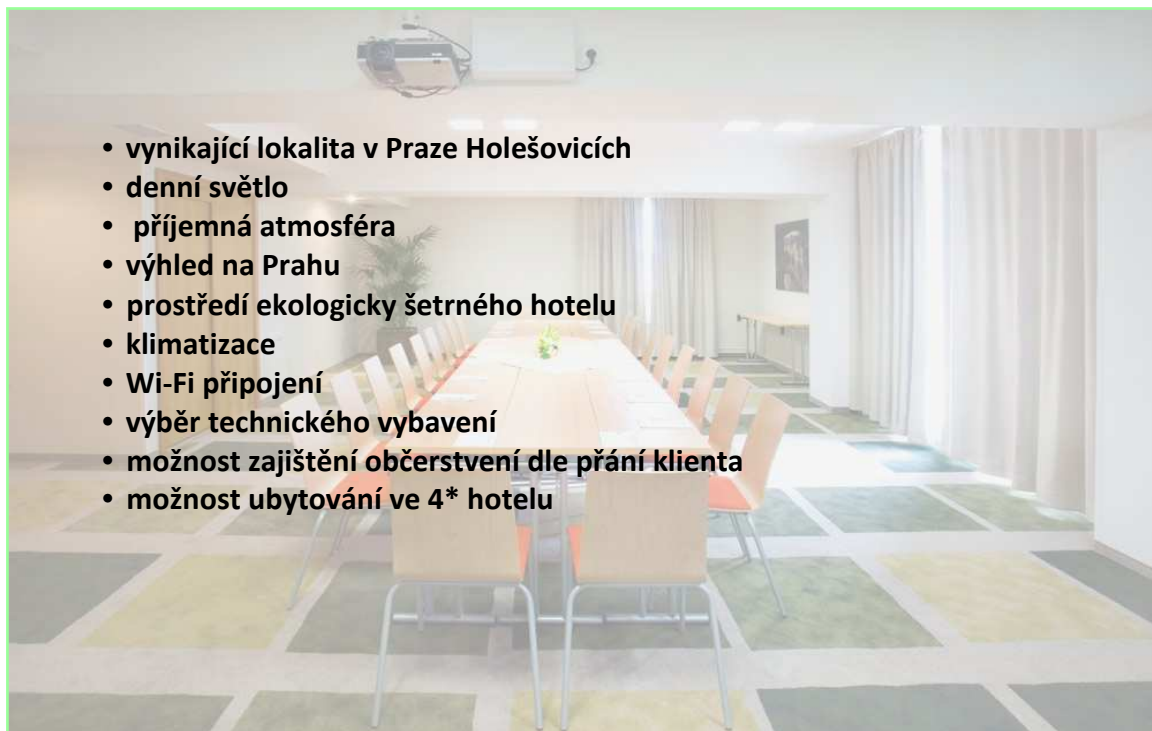 • vynikající lokalita v Praze Holešovicích
• denní světlo
• příjemná atmosféra
• výhled na Prahu
• prostředí ekologicky šetrného hotelu
• klimatizace
• Wi-Fi připojení
• výběr technického vybavení
• možnost zajištění občerstvení dle přání klienta
• možnost ubytování ve 4* hotelu